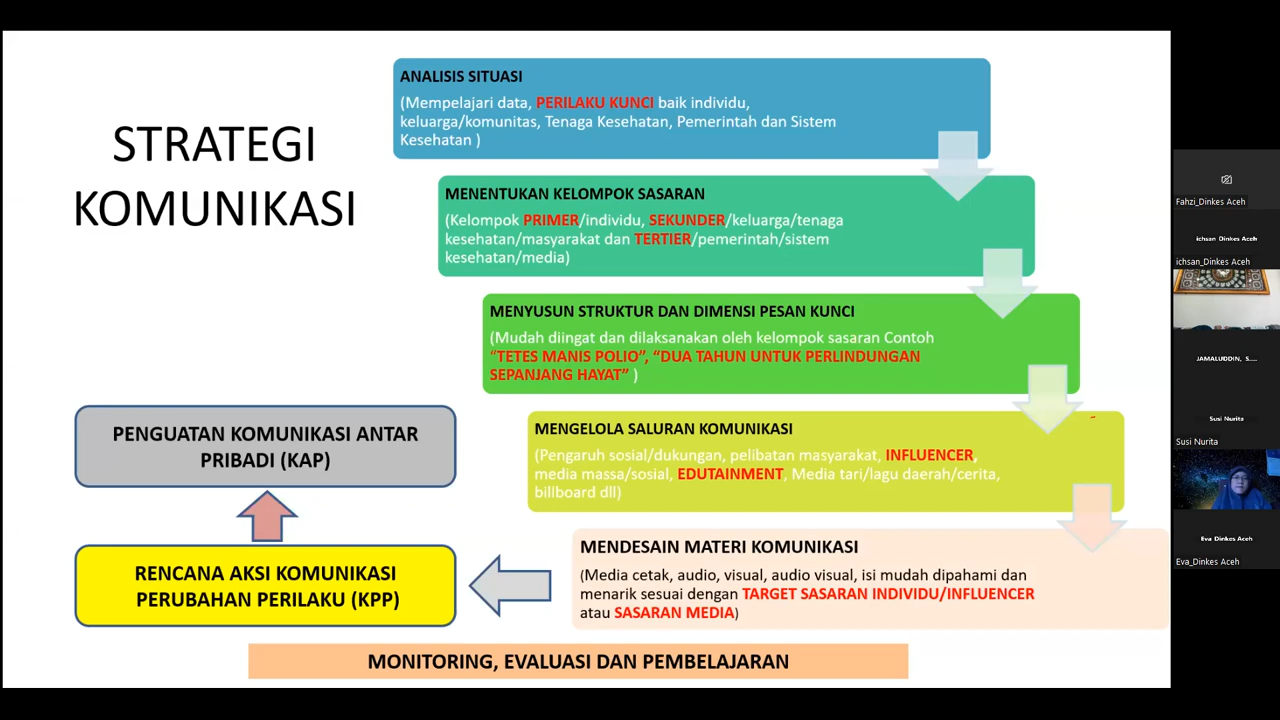 STRATEGI
KOMUNIKASI
ANALISIS SITUASI
(Mempelajari data, PERILAKU KUNCI baik individu,
keluarga/komunitas, Tenaga Kesehatan, Pemerintah dan Sistem
Kesehatan )
MENENTUKAN KELOMPOK SASARAN
(Kelompok PRIMER/individu, SEKUNDER/keluarga/tenaga
kesehatan/masyarakat dan TERTIER/pemerintah/sistem
kesehatan/media)
MENYUSUN STRUKTUR DAN DIMENSI PESAN KUNCI
(Mudah diingat dan dilaksanakan oleh kelompok sasaran Contoh
“TETES MANIS POLIO”, “DUA TAHUN UNTUK PERLINDUNGAN
SEPANJANG HAYAT” )
MENGELOLA SALURAN KOMUNIKASI
(Pengaruh sosial/dukungan, pelibatan masyarakat, INFLUENCER,
media massa/sosial, EDUTAINMENT, Media tari/lagu daerah/cerita,
billboard dll)
MENDESAIN MATERI KOMUNIKASI
(Media cetak, audio, visual, audio visual, isi mudah dipahami dan
menarik sesuai dengan TARGET SASARAN INDIVIDU/INFLUENCER
atau SASARAN MEDIA)
PENGUATAN KOMUNIKASI ANTAR
PRIBADI (KAP)
RENCANA AKSI KOMUNIKASI
PERUBAHAN PERILAKU (KPP)
MONITORING, EVALUASI DAN PEMBELAJARAN
Fahzi_Dinkes Aceh
ichsan Dinkes Aceh
ichsan_Dinkes Aceh
JAMALUDDIN, S....
Susi Nurita
Susi Nurita
Eva Dinkes Aceh
Eva_Dinkes Aceh